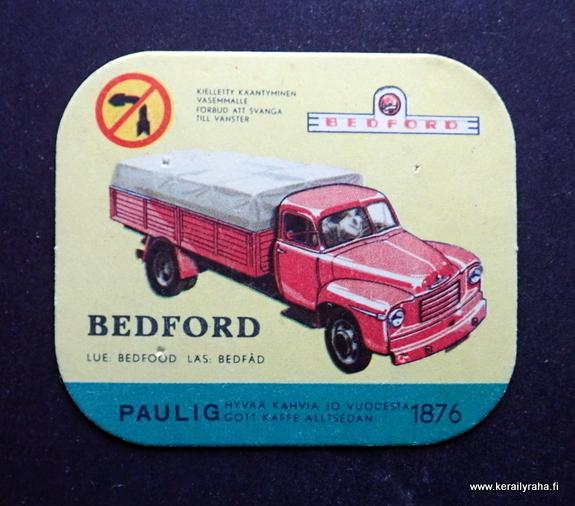 KIELLETTY KÄÄNTYMINEN
VASEMMALLE
FÖRBUD ATT SVÄNGA
TILL VÄNSTER
BEDFORD
BEDFORD
LUE: BEDFOOD LÄS: BEDFÅD
PAULIG HYVÄÄ KAHVIA JO VUODESTA 1876
GOTT KAFFE ALLTSEDAN
www.kerailyraha.fi